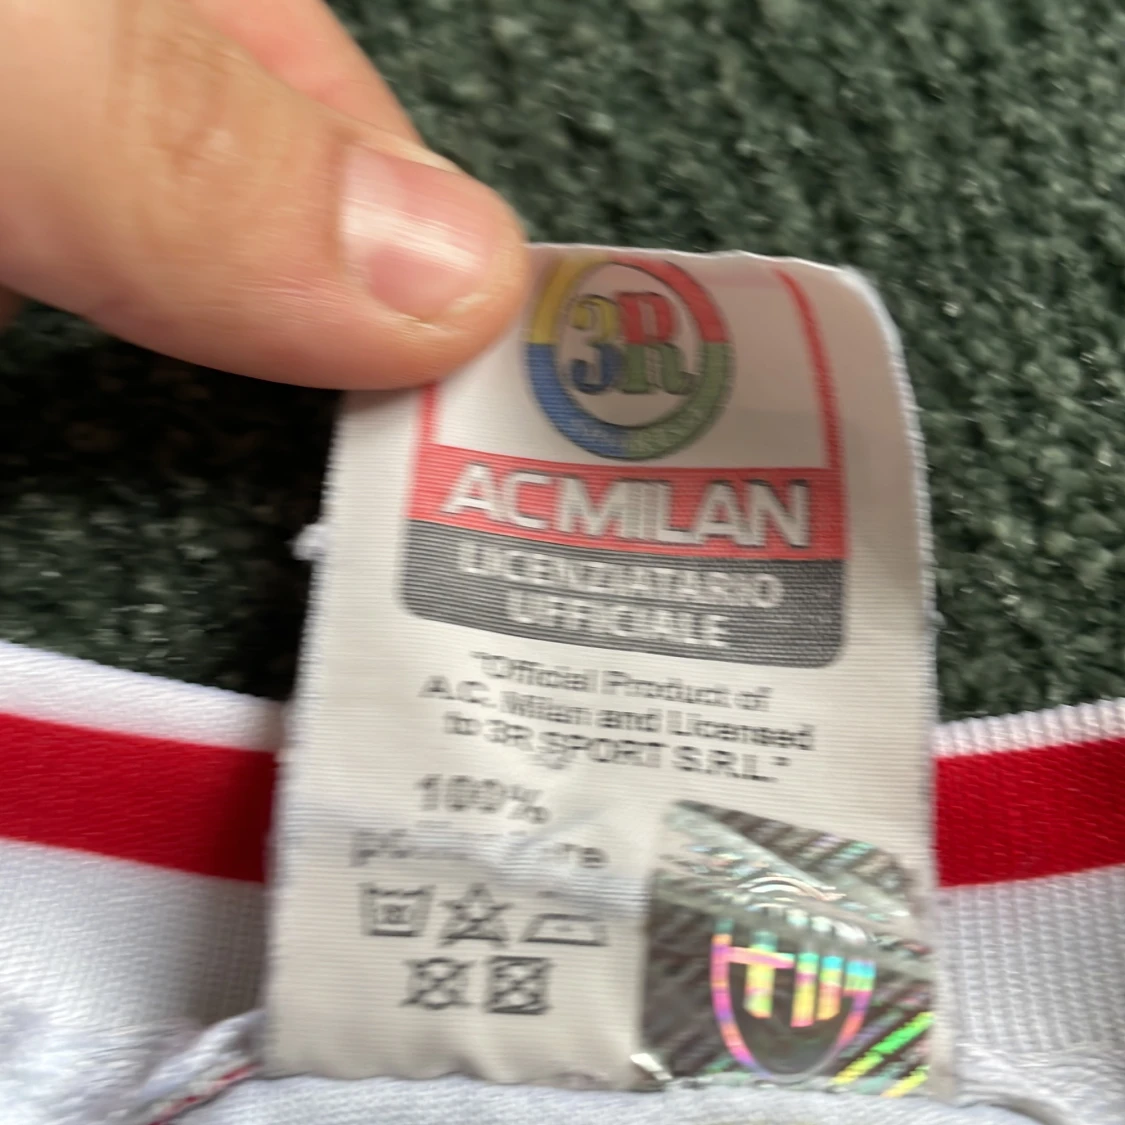 3R
AC MILAN
LICENZIATARIO
UFFICIALE
"Official Product of
A.C. Milan and Licensed
to 3R SPORT S.R.L."
100%